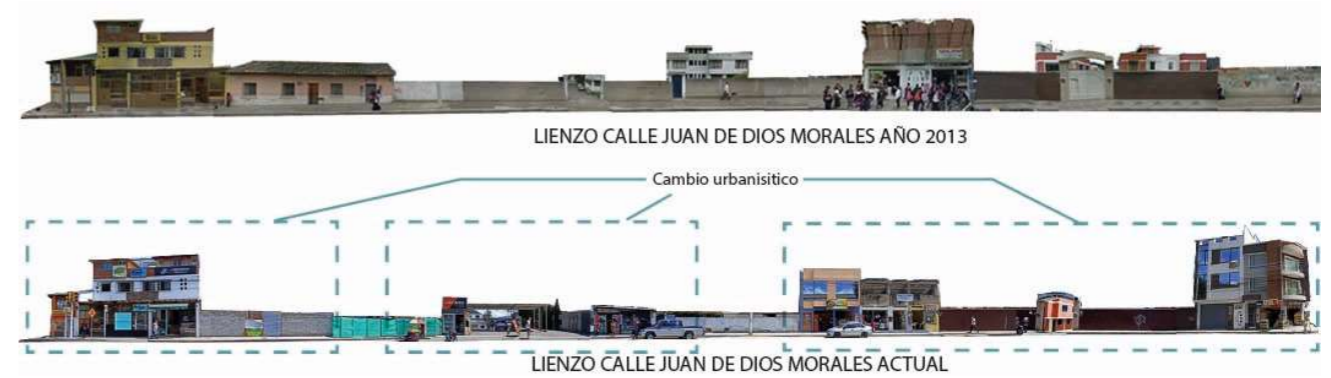 LIENZO CALLE JUAN DE DIOS MORALES AÑO 2013
Cambio urbanisitico
LIENZO CALLE JUAN DE DIOS MORALES ACTUAL